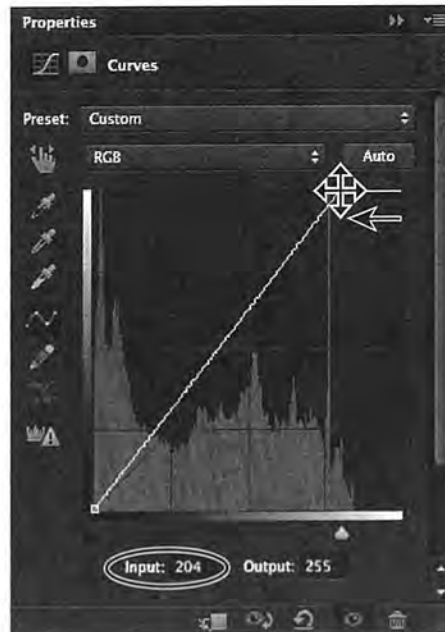 Properties
Curves
Preset: Custom
RGB Auto
Input: 204 Output: 255